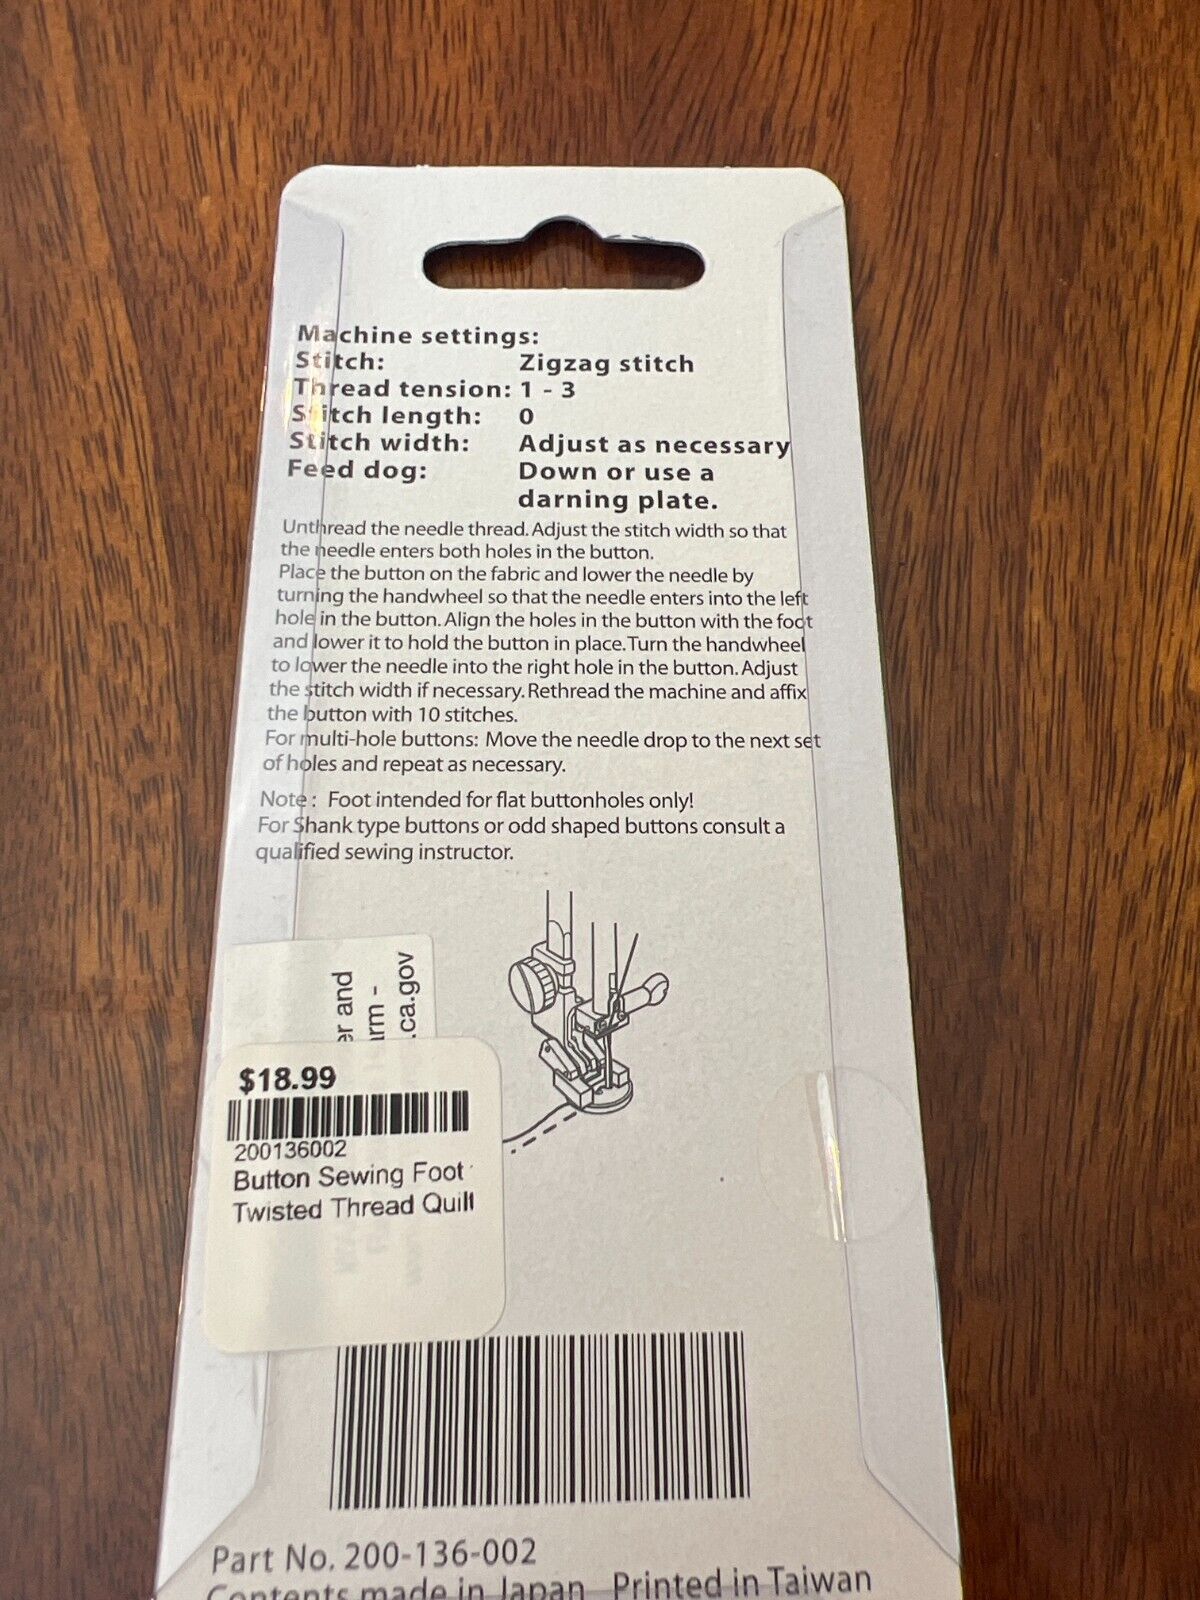 Machine settings:
Stitch: Zigzag stitch
Thread tension: 1 - 3
Stitch length: 0
Stitch width: Adjust as necessary
Feed dog: Down or use a
darning plate.
Unthread the needle thread. Adjust the stitch width so that
the needle enters both holes in the button.
Place the button on the fabric and lower the needle by
turning the handwheel so that the needle enters into the left
hole in the button. Align the holes in the button with the foot
and lower it to hold the button in place. Turn the handwheel
to lower the needle into the right hole in the button. Adjust
the stitch width if necessary. Rethread the machine and affix
the button with 10 stitches.
For multi-hole buttons: Move the needle drop to the next set
of holes and repeat as necessary.
Note : Foot intended for flat buttonholes only!
For Shank type buttons or odd shaped buttons consult a
qualified sewing instructor.
er and
arm -
.ca.gov
$18.99
200136002
Button Sewing Foot
Twisted Thread Quilt
Part No. 200-136-002
Contents made in Japan Printed in Taiwan